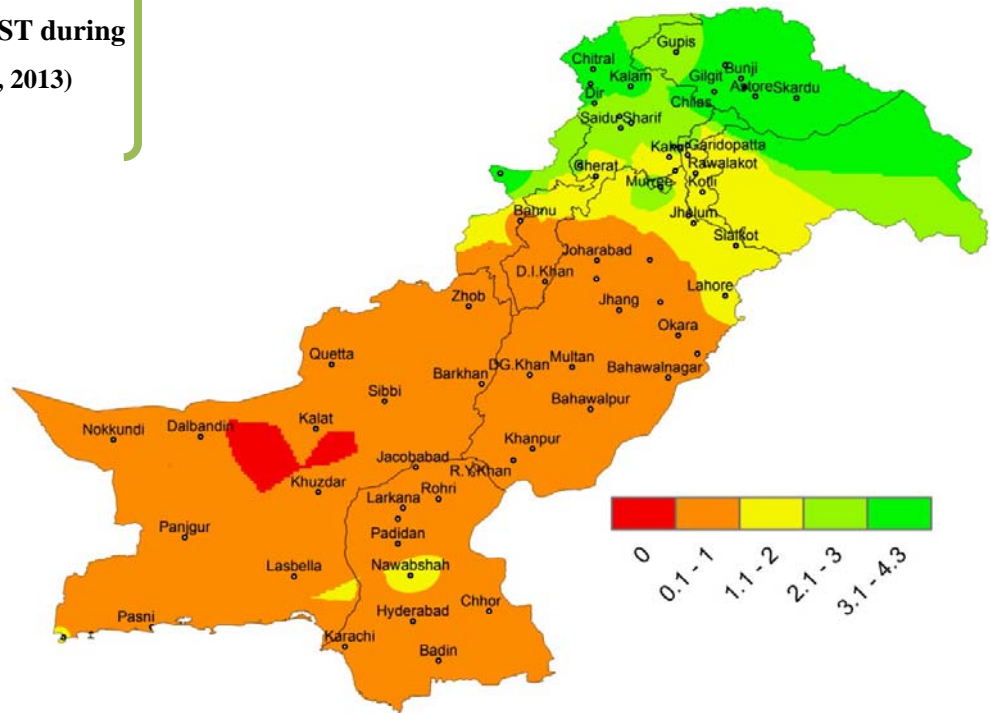 ST during
, 2013)
Gupis
Chitral
Kalam
Bunji
Gilgit
Astore
Skardu
Dir
Chilas
Saidu Sharif
Kakul
Garidopatta
Cherat
Rawalakot
Murree
Kotli
Bannu
Jhelum
Sialkot
Joharabad
D.I.Khan
Lahore
Zhob
Jhang
Okara
Quetta
DG.Khan
Multan
Barkhan
Bahawalnagar
Sibbi
Bahawalpur
Kalat
Nokkundi
Dalbandin
Khanpur
Jacobabad
R.Y.Khan
Khuzdar
Larkana
Rohri
Panjgur
Padidan
Lasbella
Nawabshah
Chhor
Hyderabad
Pasni
Karachi
Badin
0
0.1 - 1
1.1 - 2
2.1 - 3
3.1 - 4.3